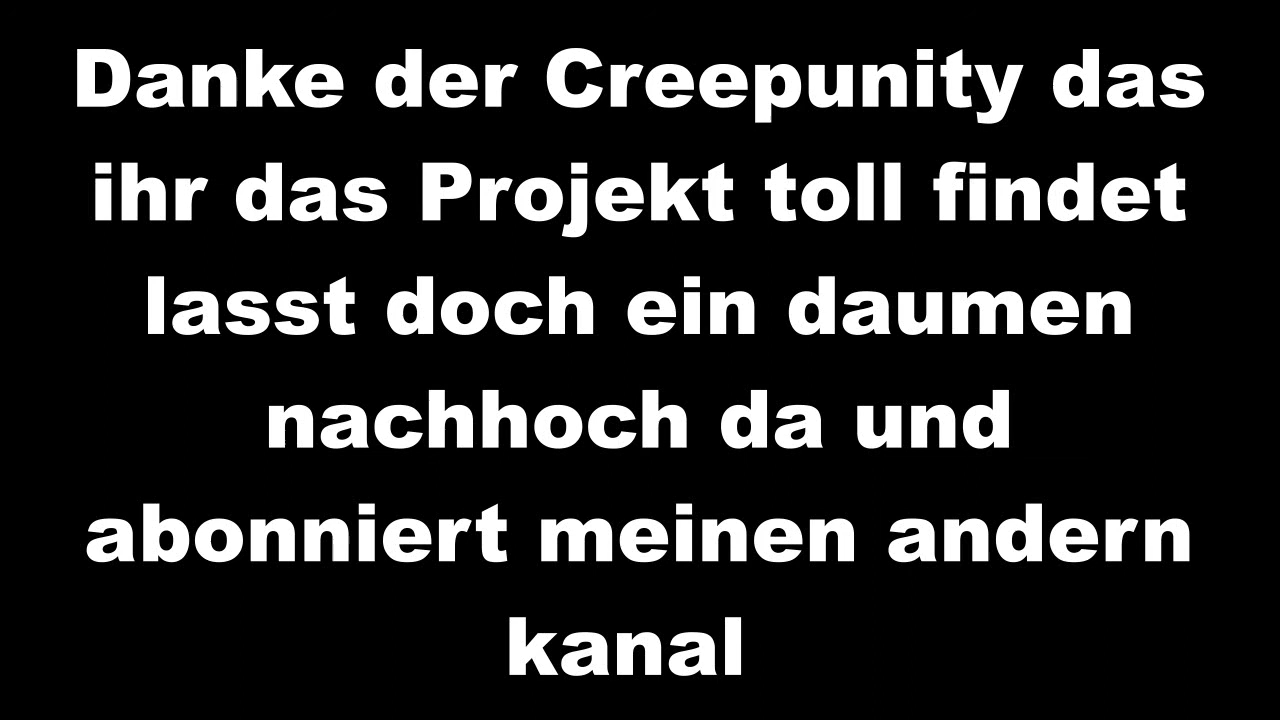 Danke der Creepunity das
ihr das Projekt toll findet
lasst doch ein daumen
nachhoch da und
abonniert meinen andern
kanal